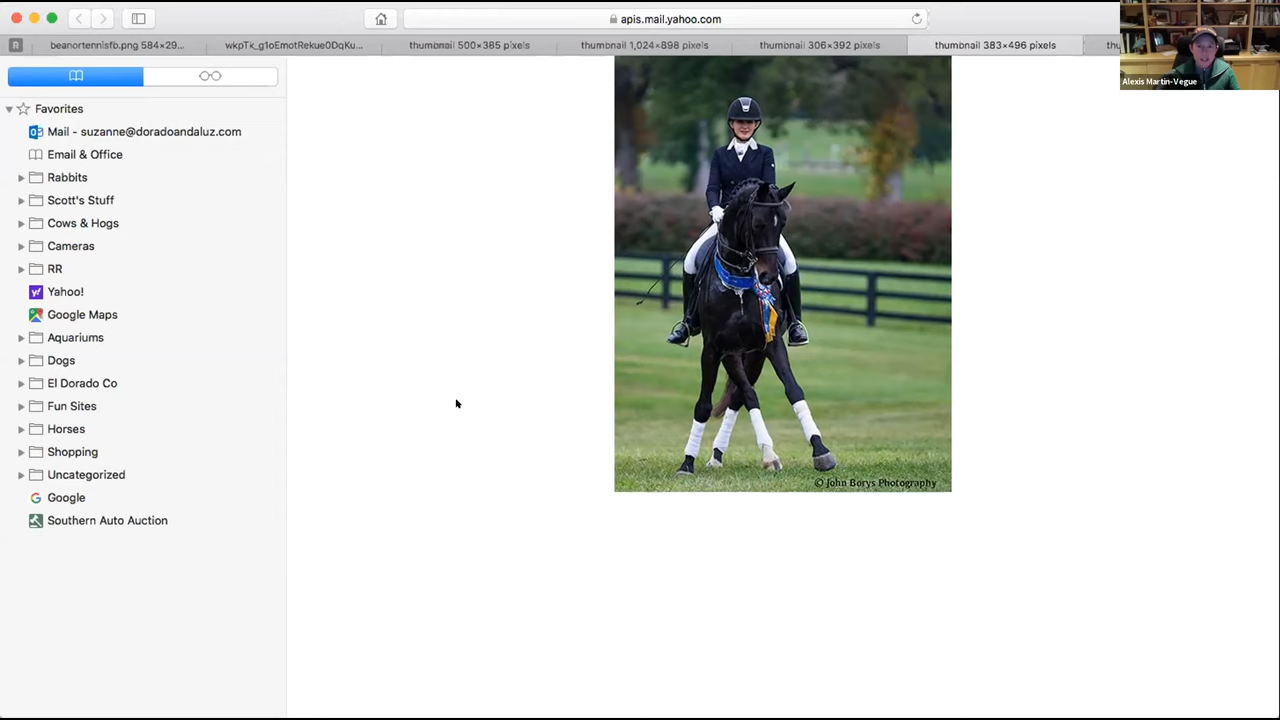 apis.mail.yahoo.com
R
beanortennisfb.png 584×29...
wkpTk_g1oEmotRekue0DqKu...
thumbnail 500×385 pixels
thumbnail 1,024×898 pixels
thumbnail 306×392 pixels
thumbnail 383×496 pixels
thu
Alexis Martin-Vegue
Favorites
Mail - suzanne@doradoandaluz.com
Email & Office
Rabbits
Scott's Stuff
Cows & Hogs
Cameras
RR
Yahoo!
Google Maps
Aquariums
Dogs
El Dorado Co
Fun Sites
Horses
Shopping
Uncategorized
Google
Southern Auto Auction
© John Borys Photography